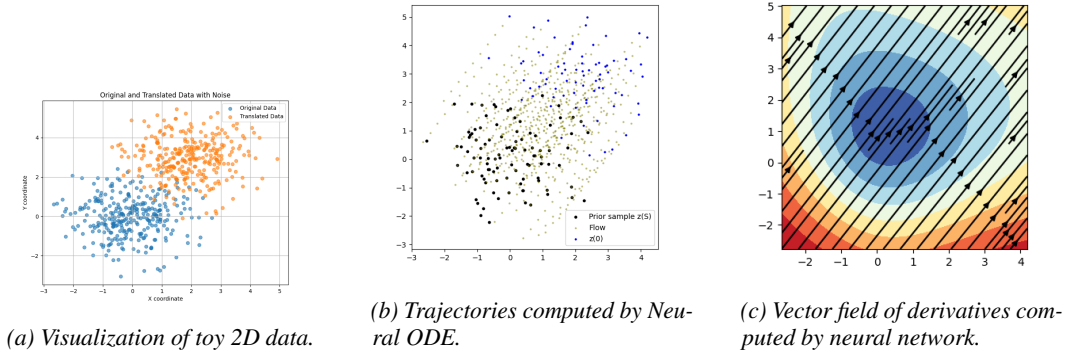 Original and Translated Data with Noise
Original Data
Translated Data
Y coordinate
4
2
0
−2
−3 −2 −1 0 1 2 3 4 5
X coordinate
(a) Visualization of toy 2D data.
5
4
3
2
1
0
−1
−2
−3
Prior sample z(S)
Flow
z(0)
−2 −1 0 1 2 3 4
(b) Trajectories computed by Neu-
ral ODE.
5
4
3
2
1
0
−1
−2
−2 −1 0 1 2 3 4
(c) Vector field of derivatives com-
puted by neural network.